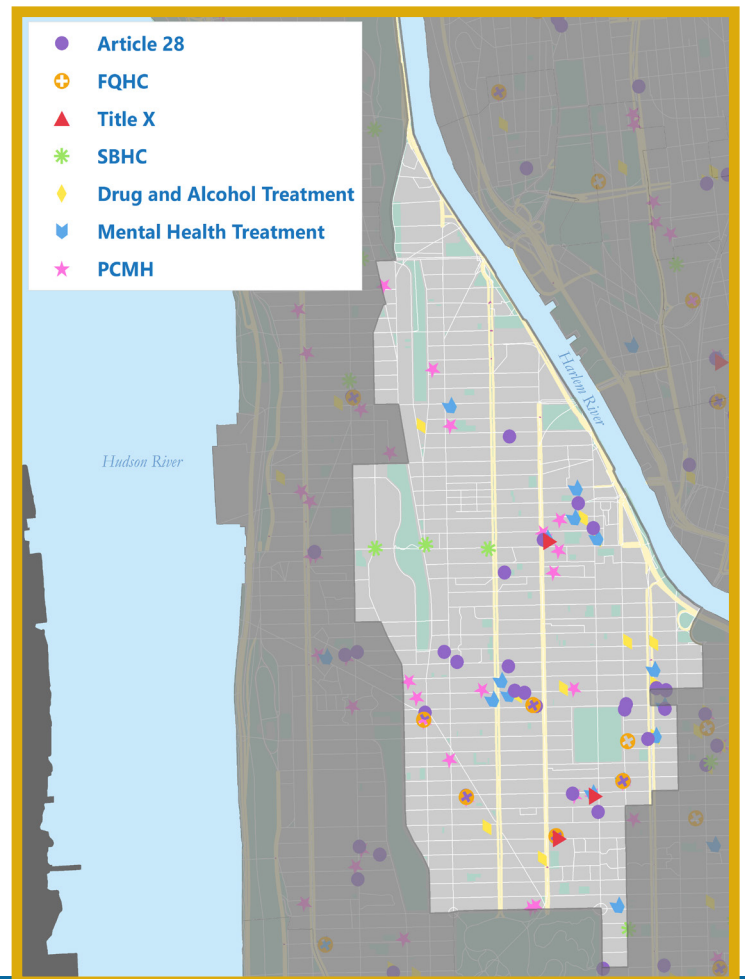 Article 28
FQHC
Title X
SBHC
Drug and Alcohol Treatment
Mental Health Treatment
PCMH
Harlem River
Hudson River